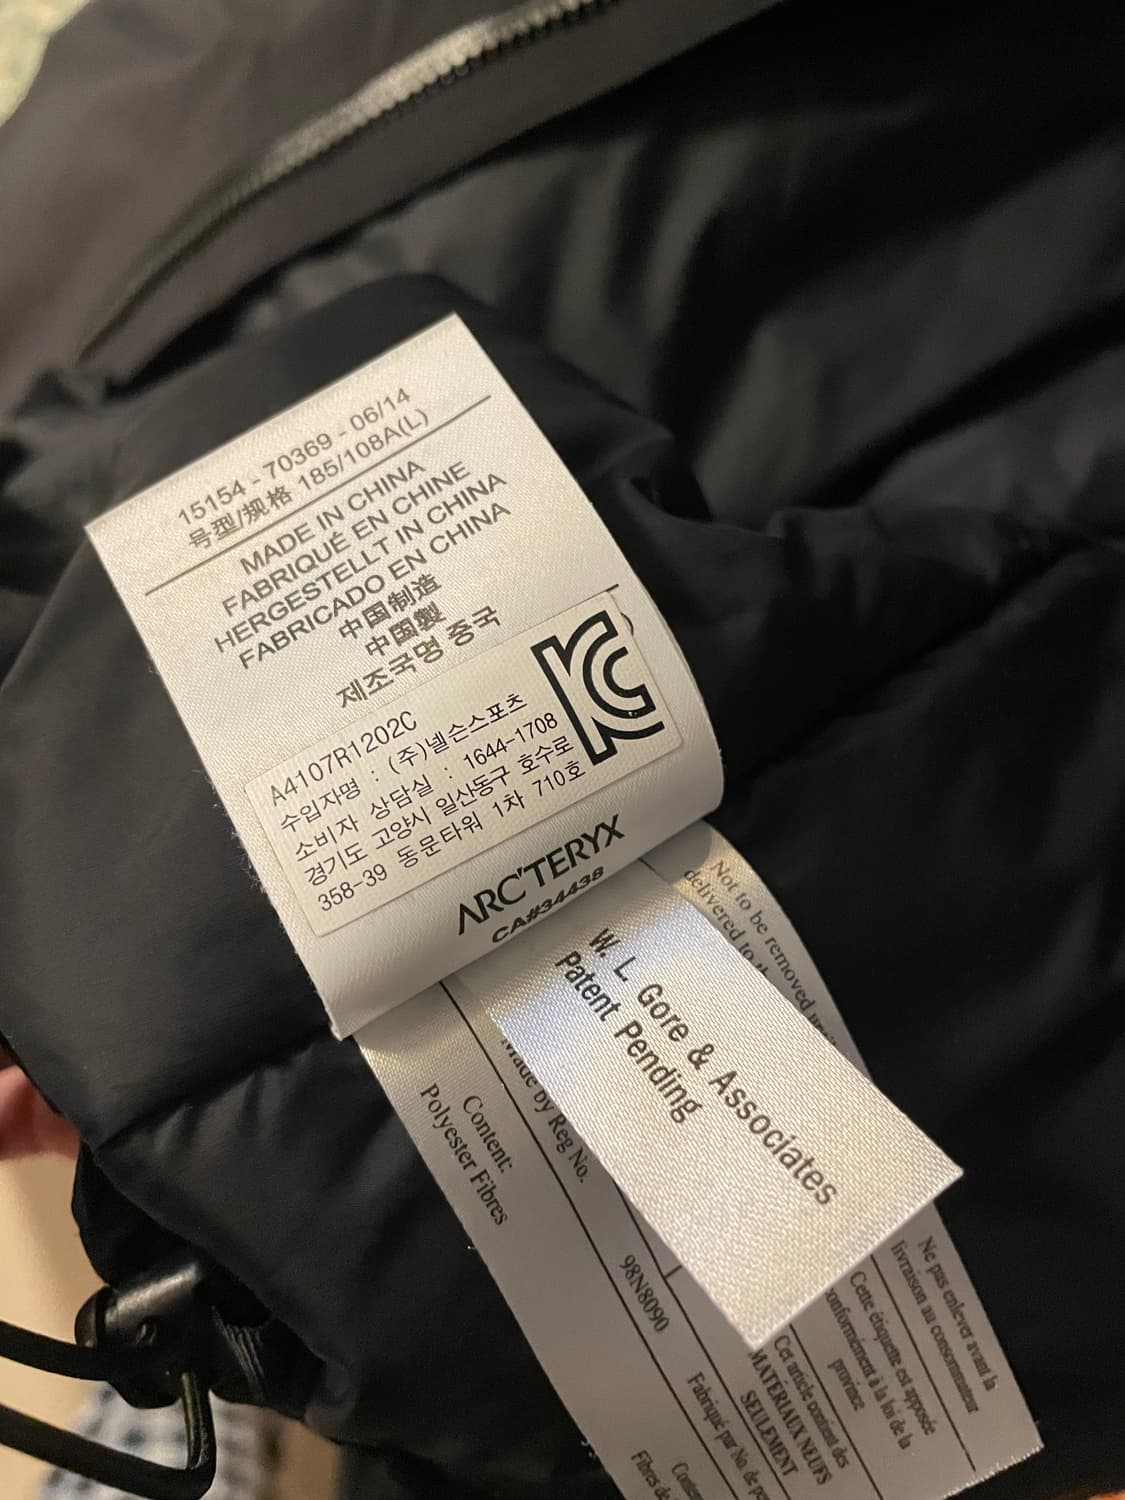 15154 - 70369 - 06/14
号型/规格 185/108A(L)
MADE IN CHINA
FABRIQUÉ EN CHINE
HERGESTELLT IN CHINA
FABRICADO EN CHINA
中国制造
中国製
제조국명 중국
A4107R1202C
수입자명 : (주)넬슨스포츠
소비자 상담실 : 1644-1708
경기도 고양시 일산동구 호수로
358-39 동문타워 1차 710호
ARC'TERYX
CA#34438
W. L. Gore & Associates
Patent Pending
Not to be removed
delivered to
Made by Reg No.
98N8090
Content:
Polyester Fibres
Ne pas enlever avant la
livraison au consommateur
Cette étiquette est apposée
conformément à la loi de la
province
Cet article contient des
MATERIAUX NEUFS
SEULEMENT
Fabriqué par No. de